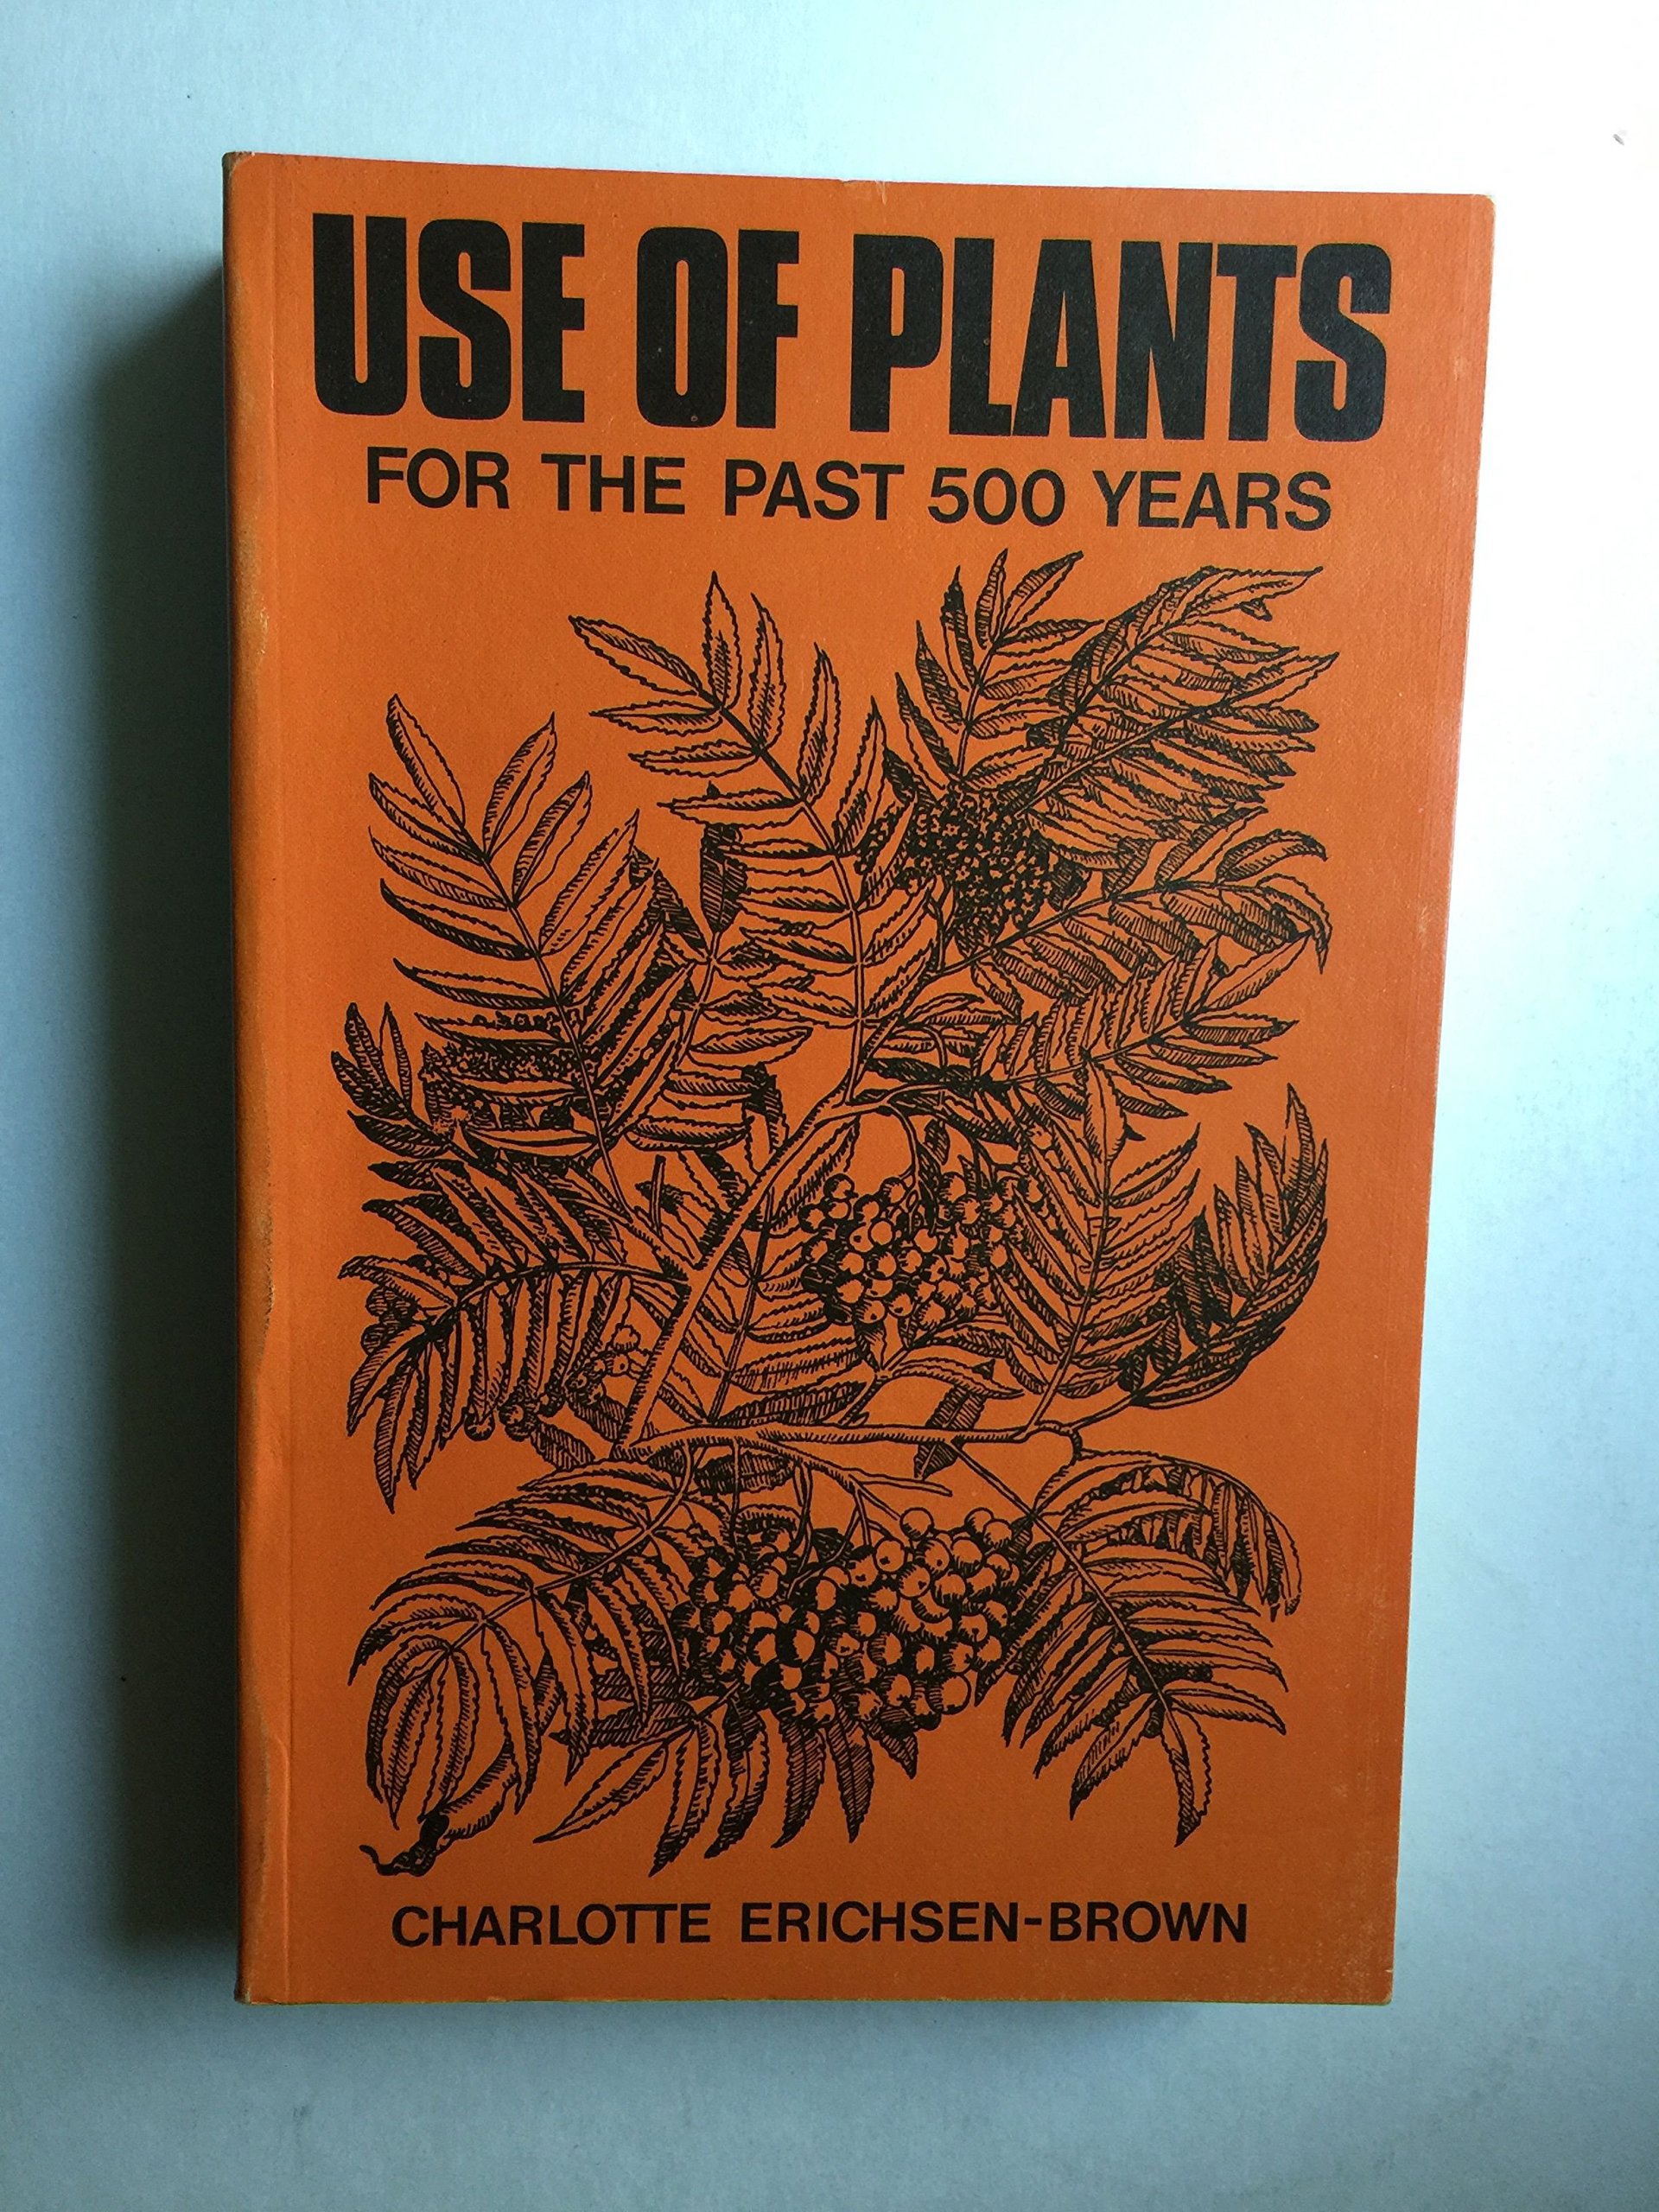 USE OF PLANTS
FOR THE PAST 500 YEARS
CHARLOTTE ERICHSEN-BROWN